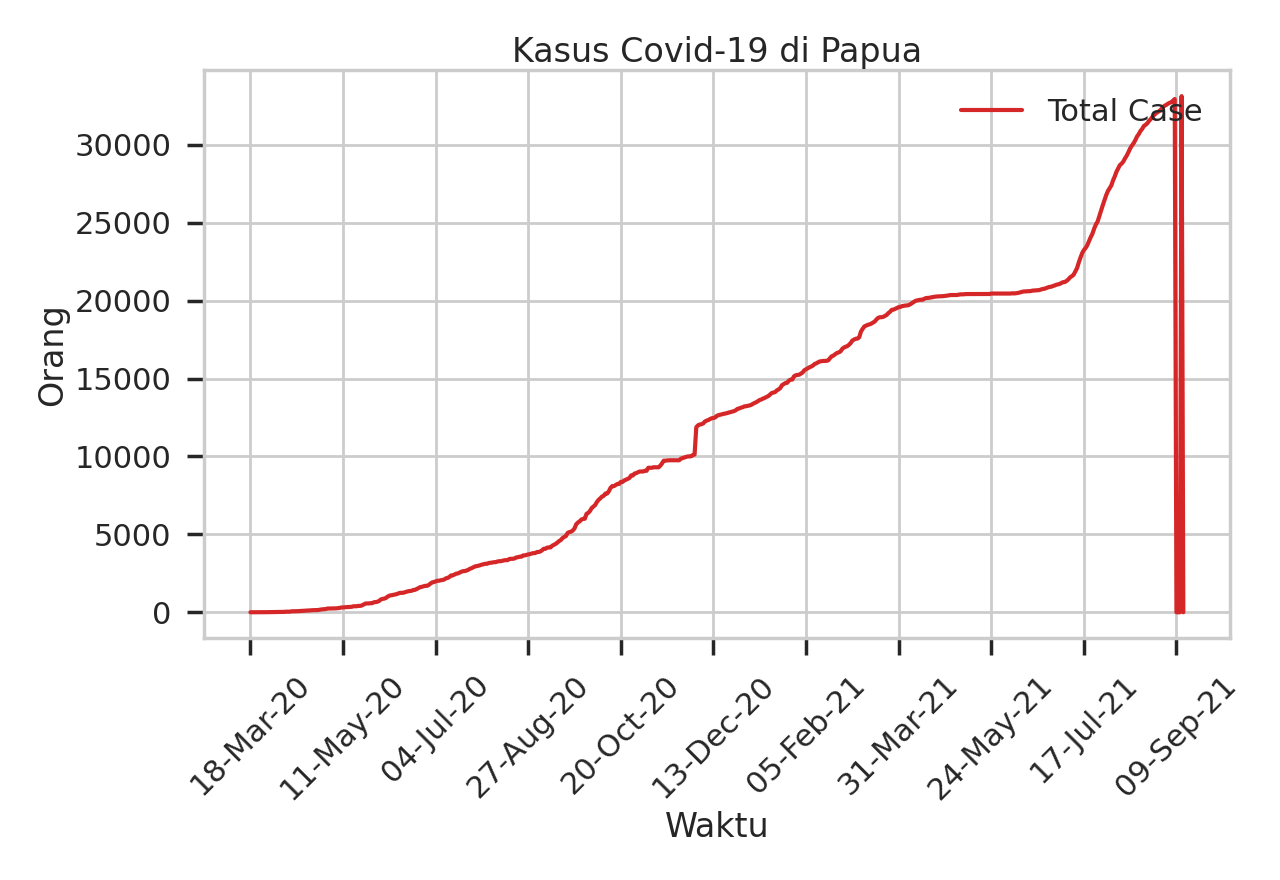 Kasus Covid-19 di Papua
Total Case
Orang
30000
25000
20000
15000
10000
5000
0
18-Mar-20
11-May-20
04-Jul-20
27-Aug-20
20-Oct-20
13-Dec-20
05-Feb-21
31-Mar-21
24-May-21
17-Jul-21
09-Sep-21
Waktu